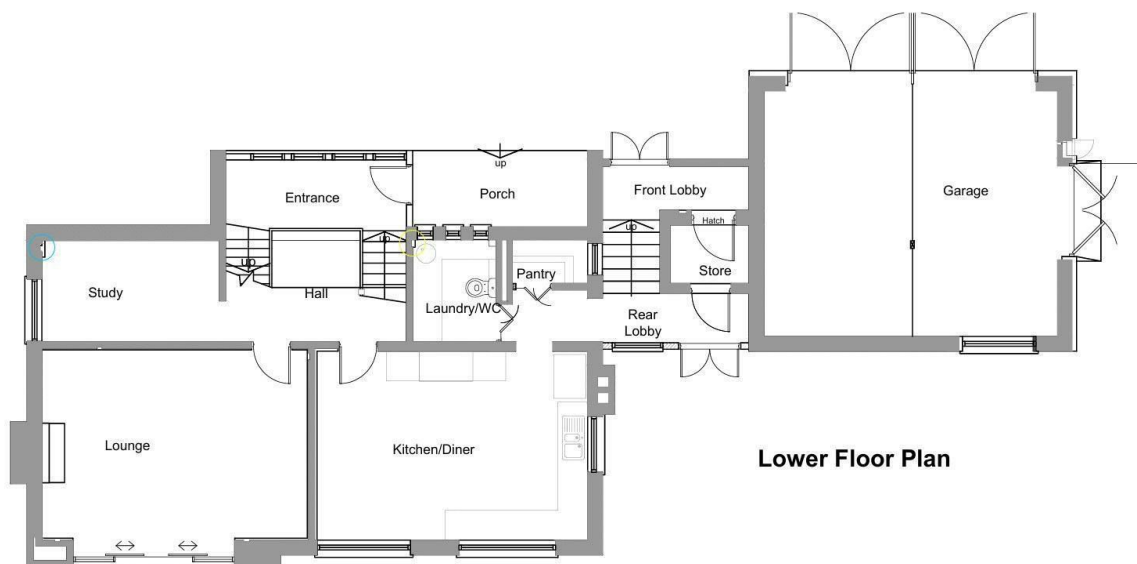 up
Entrance
Porch
Front Lobby
Garage
Hatch
up
up
up
Study
Hall
Laundry/WC
Pantry
Store
Rear
Lobby
Lounge
Kitchen/Diner
Lower Floor Plan